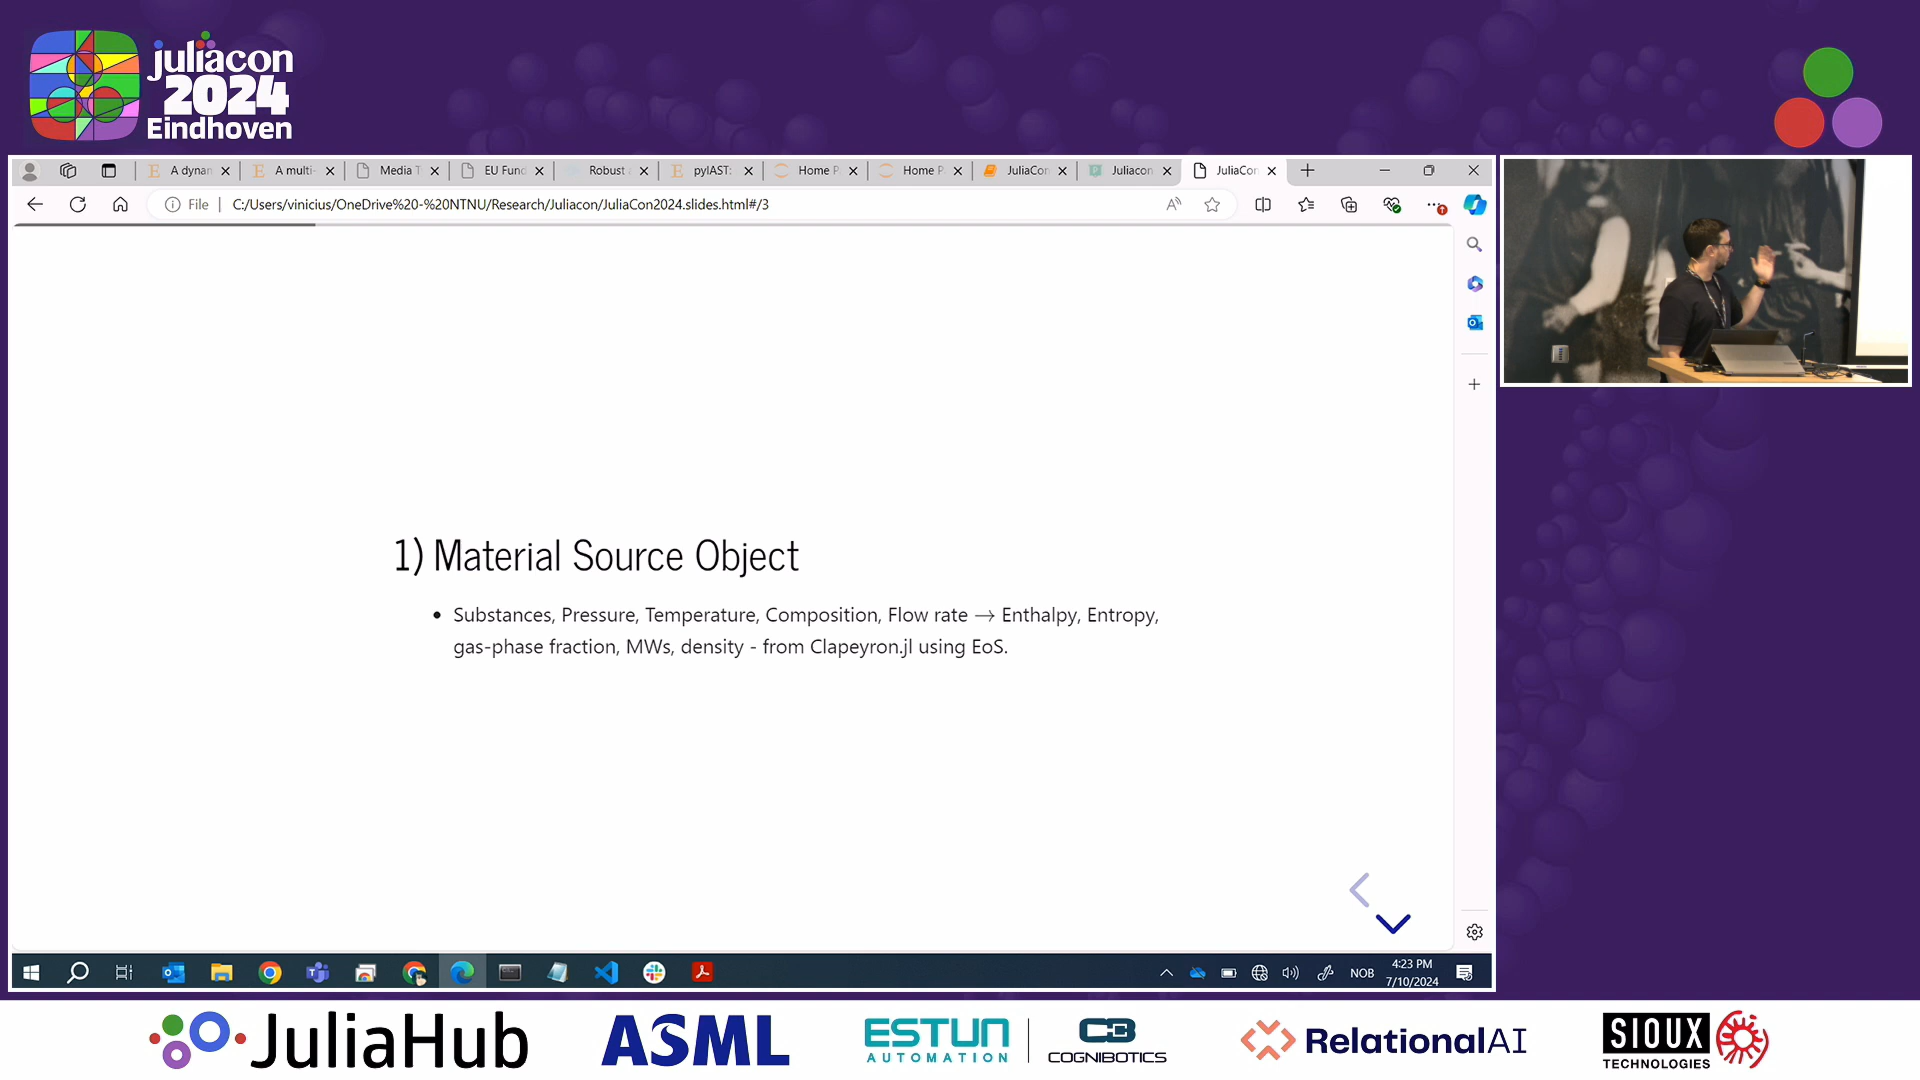 juliacon
2024
Eindhoven
A dynan
A multi-
Media T
EU Fund
Robust
pyIAST:
Home P
Home P
JuliaCor
Juliacon
JuliaCor
File
C:/Users/vinicius/OneDrive%20-%20NTNU/Research/Juliacon/JuliaCon2024.slides.html#/3
1) Material Source Object
• Substances, Pressure, Temperature, Composition, Flow rate → Enthalpy, Entropy,
gas-phase fraction, MWs, density - from Clapeyron.jl using EoS.
NOB
4:23 PM
7/10/2024
JuliaHub
ASML
ESTUN
AUTOMATION
COGNIBOTICS
RelationalAI
SIOUX
TECHNOLOGIES